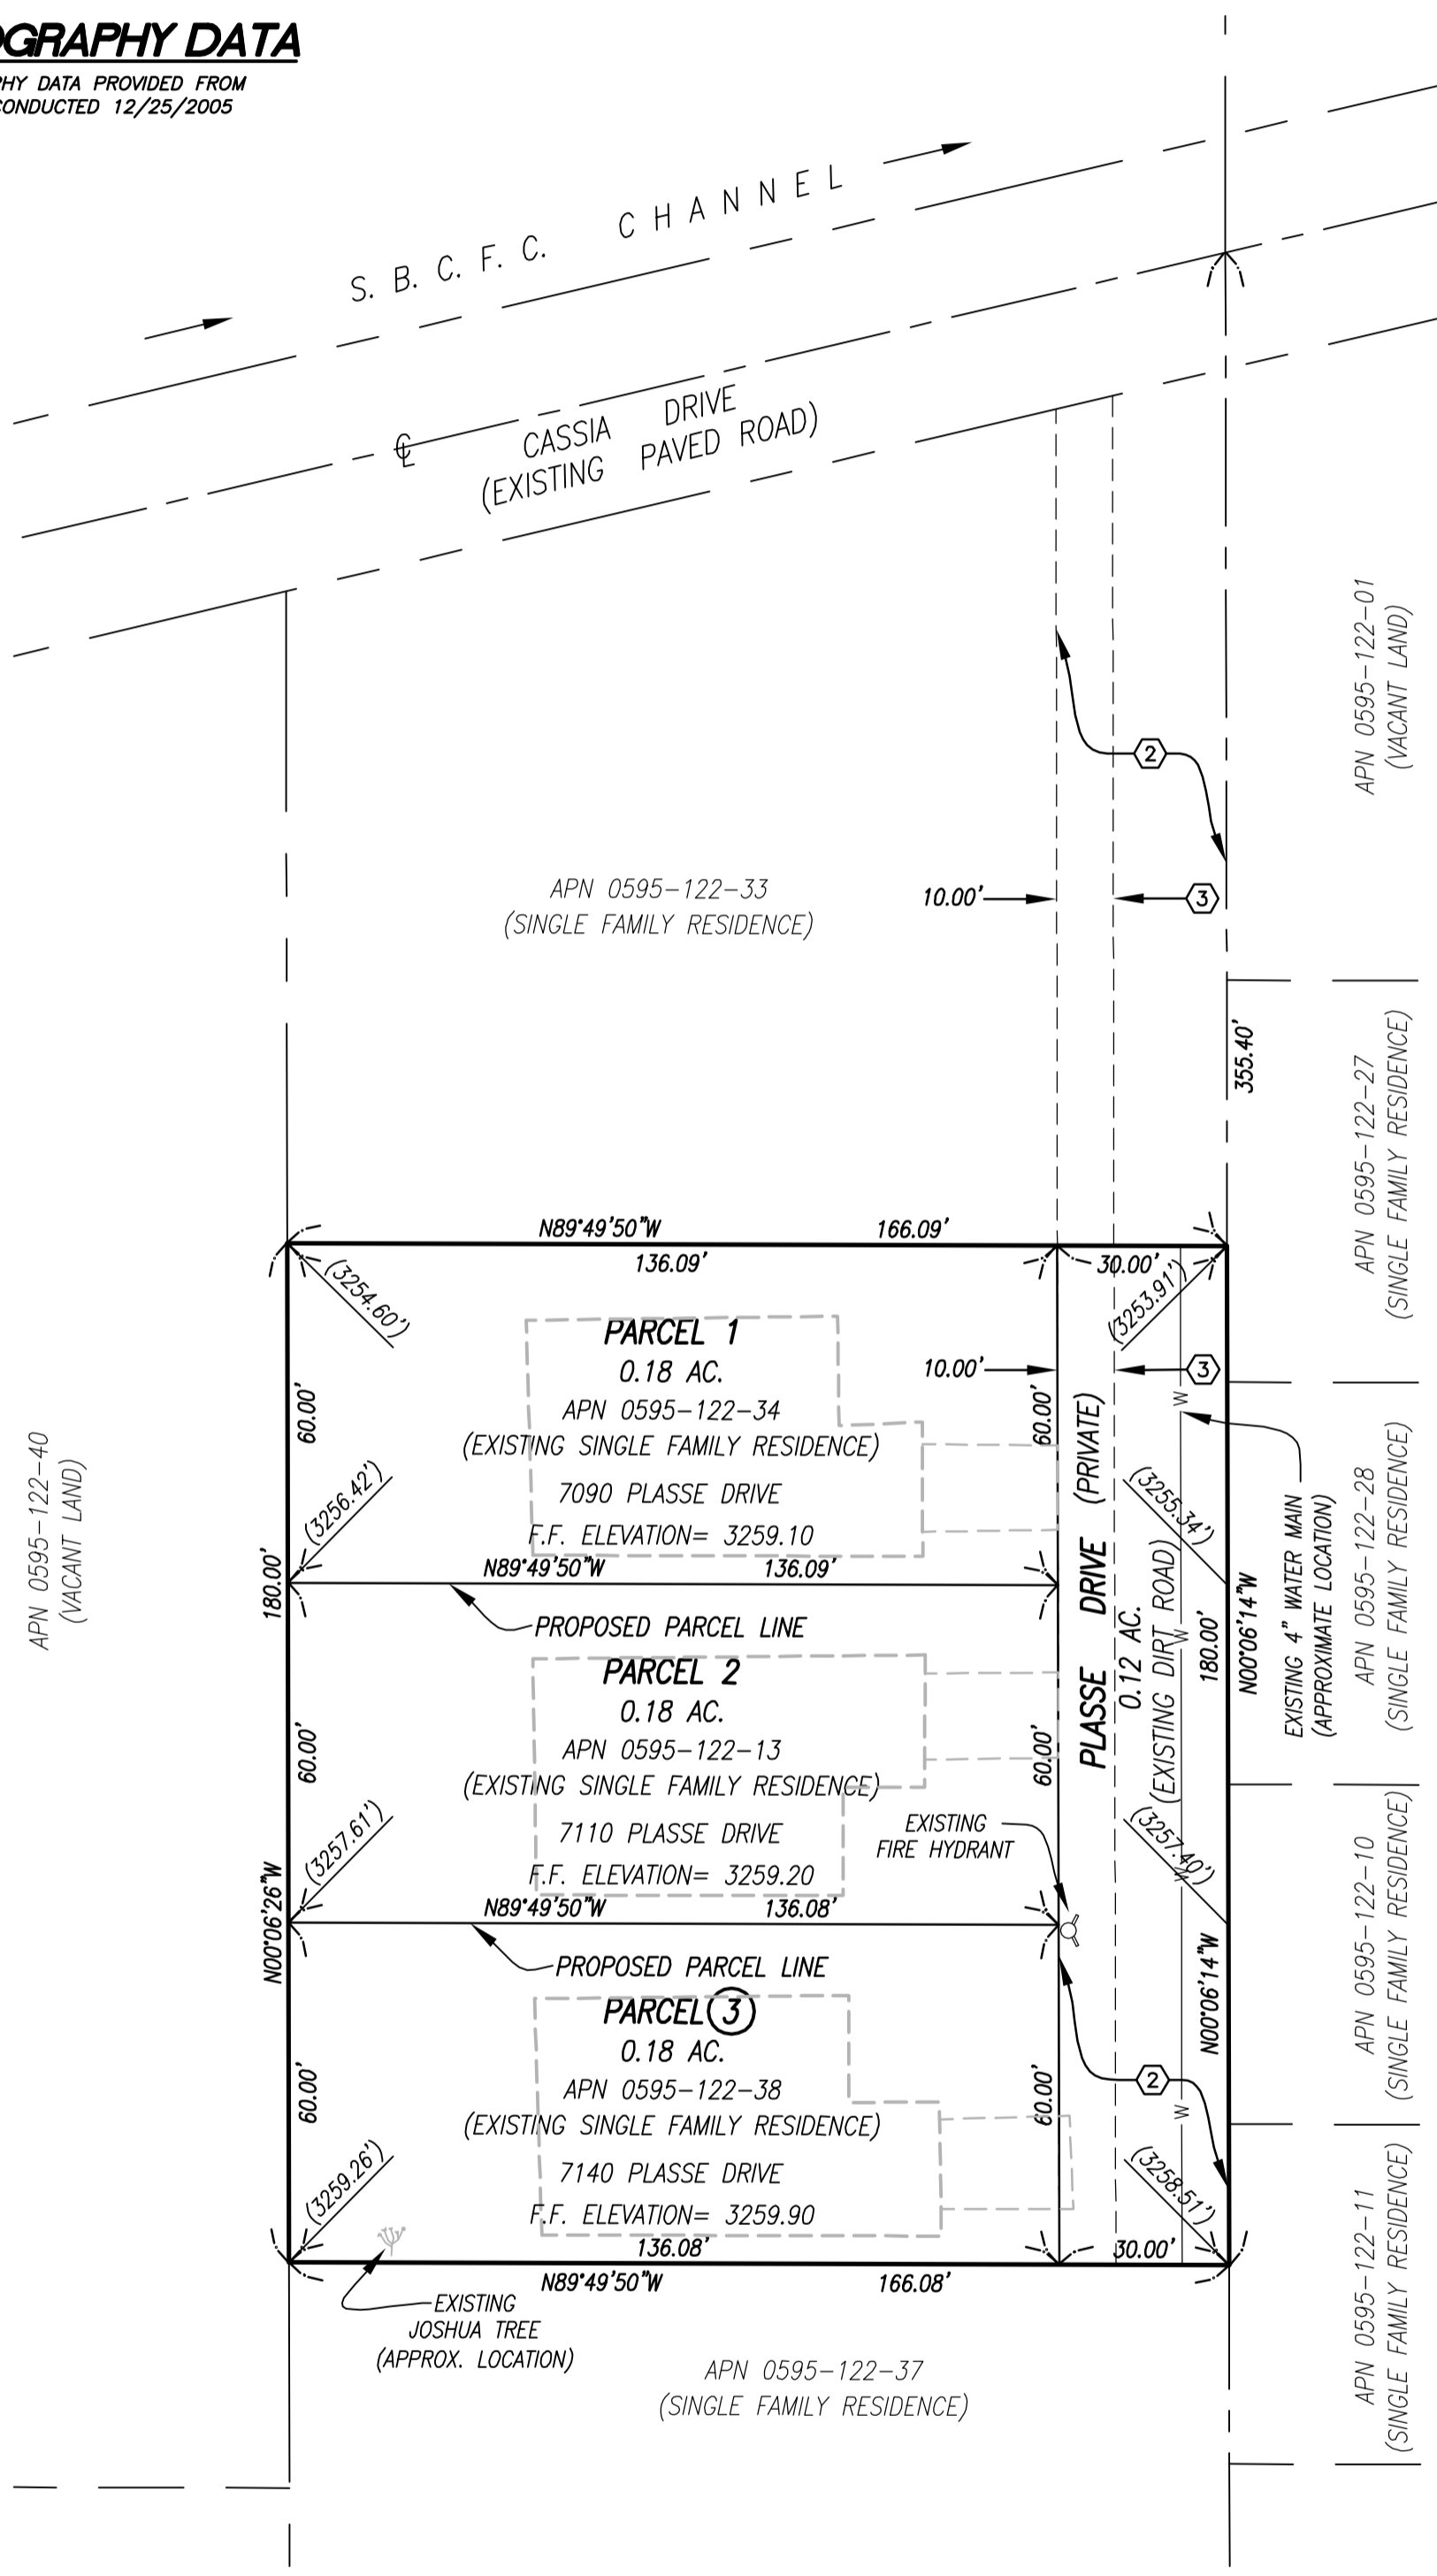 OGRAPHY DATA
PHY DATA PROVIDED FROM
CONDUCTED 12/25/2005
S. B. C. F. C. CHANNEL
℄
CASSIA DRIVE
(EXISTING PAVED ROAD)
APN 0595-122-01
(VACANT LAND)
2
APN 0595-122-33
(SINGLE FAMILY RESIDENCE)
10.00'
3
355.40'
APN 0595-122-27
(SINGLE FAMILY RESIDENCE)
N89°49'50"W 166.09'
136.09'
30.00'
(3254.60')
(3253.91')
PARCEL 1
0.18 AC.
APN 0595-122-34
(EXISTING SINGLE FAMILY RESIDENCE)
7090 PLASSE DRIVE
F.F. ELEVATION= 3259.10
10.00'
3
60.00'
60.00'
W
(3256.42')
(3255.34')
N89°49'50"W 136.09'
PROPOSED PARCEL LINE
APN 0595-122-40
(VACANT LAND)
180.00'
N00°06'26"W
PLASSE DRIVE (PRIVATE)
0.12 AC.
(EXISTING DIRT ROAD)
W
180.00'
N00°06'14"W
N00°06'14"W
EXISTING 4" WATER MAIN
(APPROXIMATE LOCATION)
APN 0595-122-28
(SINGLE FAMILY RESIDENCE)
PARCEL 2
0.18 AC.
APN 0595-122-13
(EXISTING SINGLE FAMILY RESIDENCE)
7110 PLASSE DRIVE
F.F. ELEVATION= 3259.20
60.00'
60.00'
EXISTING
FIRE HYDRANT
(3257.61')
(3257.40')
W
N89°49'50"W 136.08'
PROPOSED PARCEL LINE
APN 0595-122-10
(SINGLE FAMILY RESIDENCE)
PARCEL 3
0.18 AC.
APN 0595-122-38
(EXISTING SINGLE FAMILY RESIDENCE)
7140 PLASSE DRIVE
F.F. ELEVATION= 3259.90
60.00'
60.00'
2
W
(3259.26')
(3258.51')
136.08'
30.00'
N89°49'50"W 166.08'
EXISTING
JOSHUA TREE
(APPROX. LOCATION)
APN 0595-122-37
(SINGLE FAMILY RESIDENCE)
APN 0595-122-11
(SINGLE FAMILY RESIDENCE)